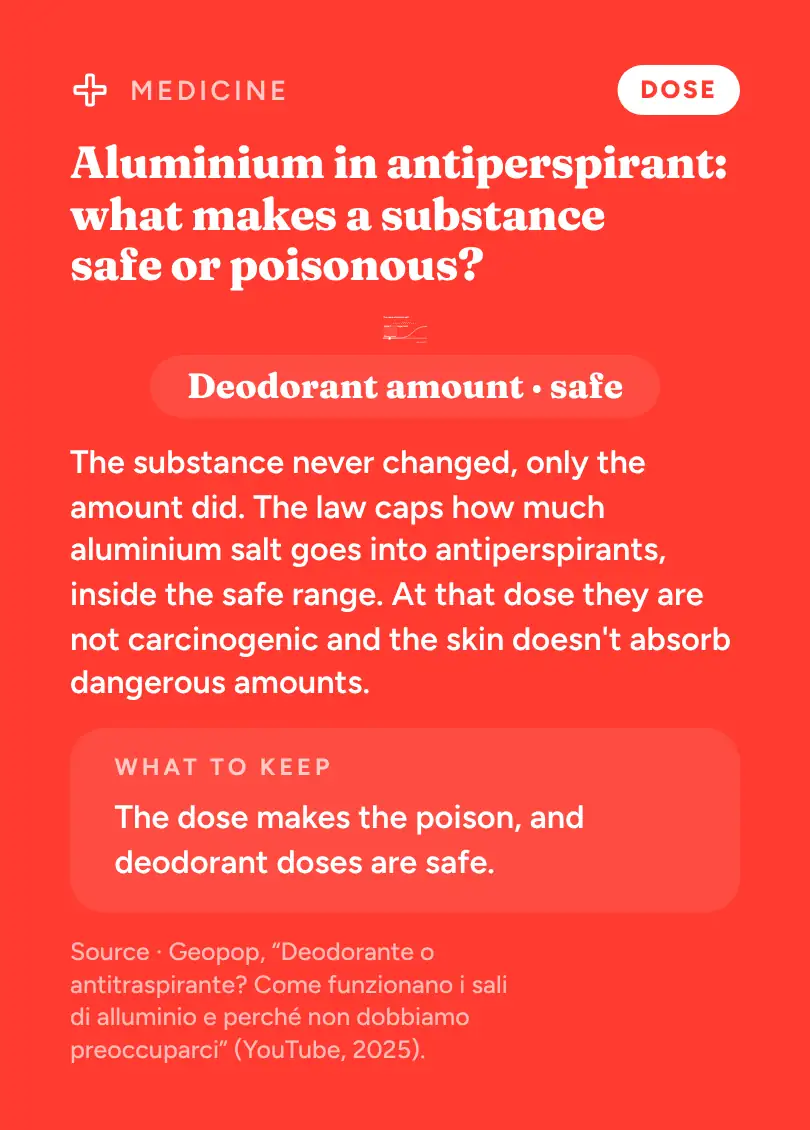 MEDICINE
DOSE
Aluminium in antiperspirant:
what makes a substance
safe or poisonous?
Deodorant amount · safe
The substance never changed, only the
amount did. The law caps how much
aluminium salt goes into antiperspirants,
inside the safe range. At that dose they are
not carcinogenic and the skin doesn't absorb
dangerous amounts.
WHAT TO KEEP
The dose makes the poison, and
deodorant doses are safe.
Source · Geopop, “Deodorante o
antitraspirante? Come funzionano i sali
di alluminio e perché non dobbiamo
preoccuparci” (YouTube, 2025).